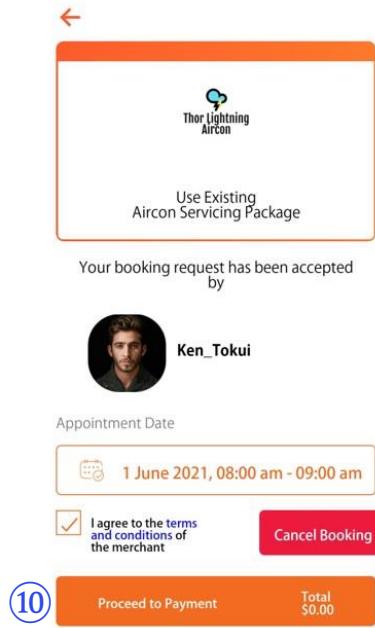 Thor Lightning
Aircon
Use Existing
Aircon Servicing Package
Your booking request has been accepted
by
Ken_Tokui
Appointment Date
1 June 2021, 08:00 am - 09:00 am
I agree to the terms
and conditions of
the merchant
Cancel Booking
⑩
Proceed to Payment
Total
$0.00